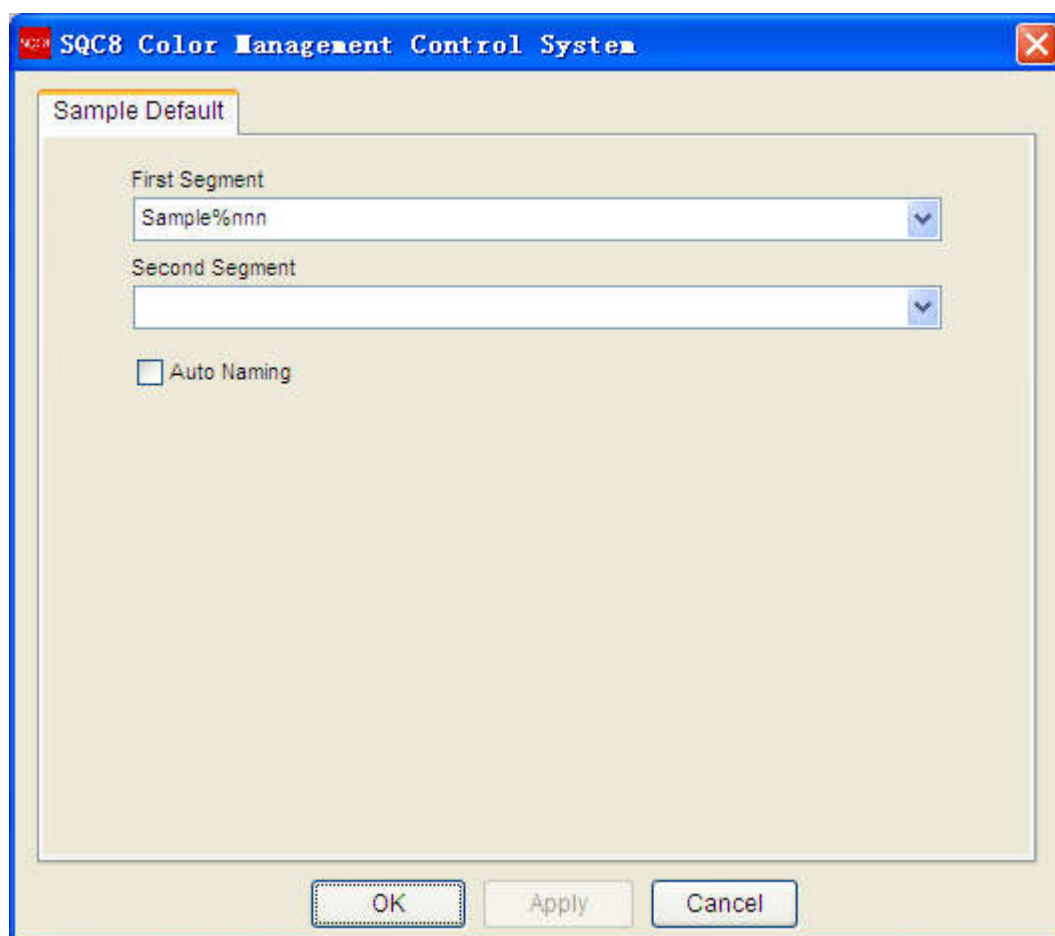 SQC8 Color Management Control System
Sample Default
First Segment
Sample%nnn
Second Segment
Auto Naming
OK
Apply
Cancel